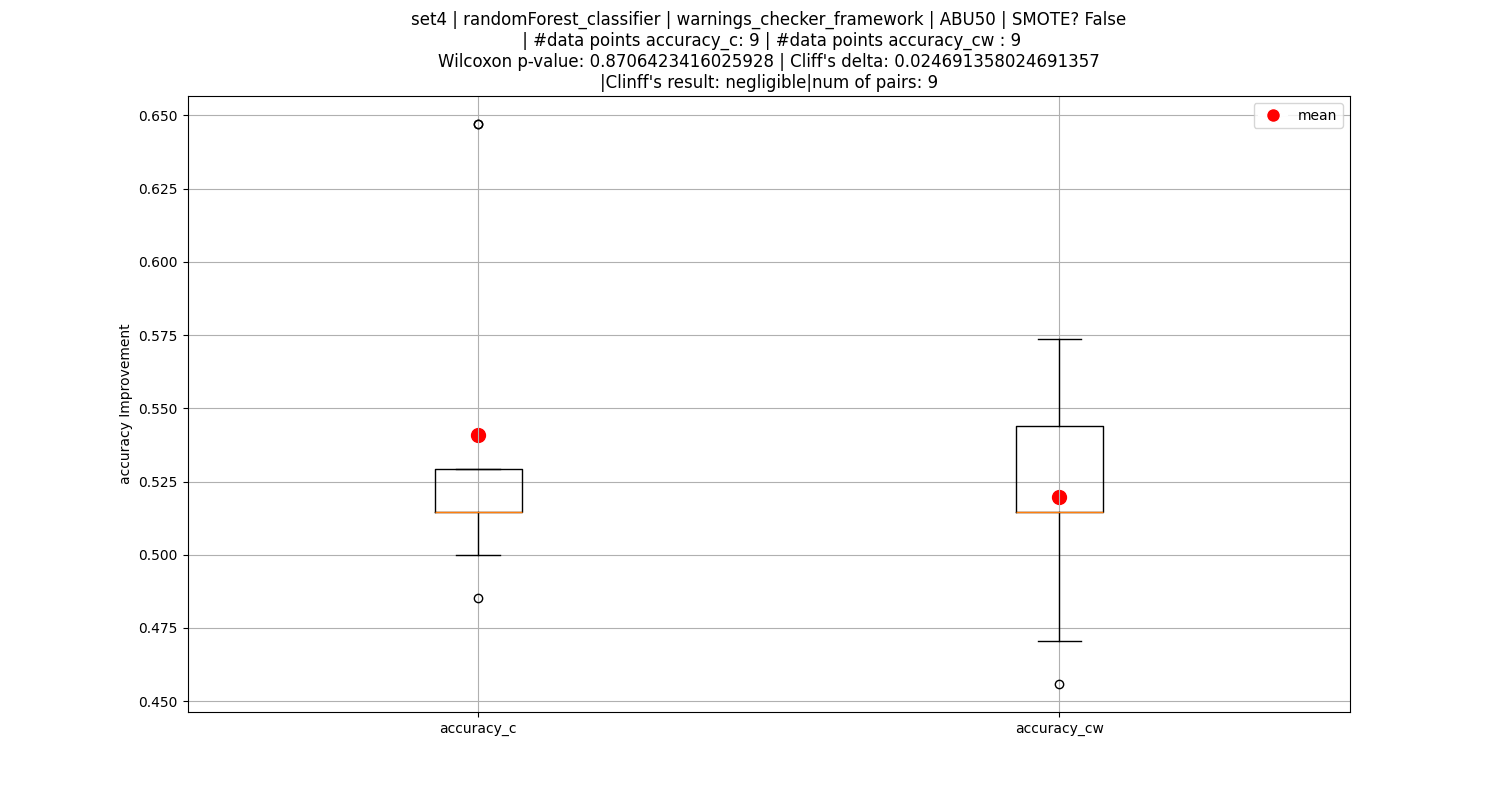 set4 | randomForest_classifier | warnings_checker_framework | ABU50 | SMOTE? False
| #data points accuracy_c: 9 | #data points accuracy_cw : 9
Wilcoxon p-value: 0.8706423416025928 | Cliff's delta: 0.024691358024691357
|Clinff's result: negligible|num of pairs: 9
mean
0.650
0.625
0.600
0.575
0.550
0.525
0.500
0.475
0.450
accuracy Improvement
accuracy_c
accuracy_cw